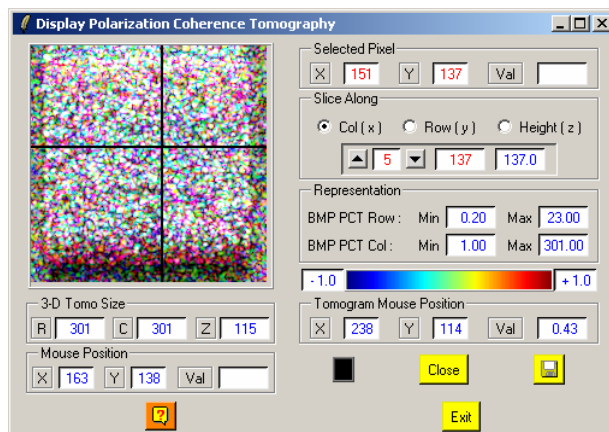 Display Polarization Coherence Tomography
Selected Pixel
X 151 Y 137 Val
Slice Along
Col ( x ) Row ( y ) Height ( z )
5 137 137.0
Representation
BMP PCT Row : Min 0.20 Max 23.00
BMP PCT Col : Min 1.00 Max 301.00
- 1.0 + 1.0
3-D Tomo Size
R 301 C 301 Z 115
Mouse Position
X 163 Y 138 Val
Tomogram Mouse Position
X 238 Y 114 Val 0.43
Close
?
Exit